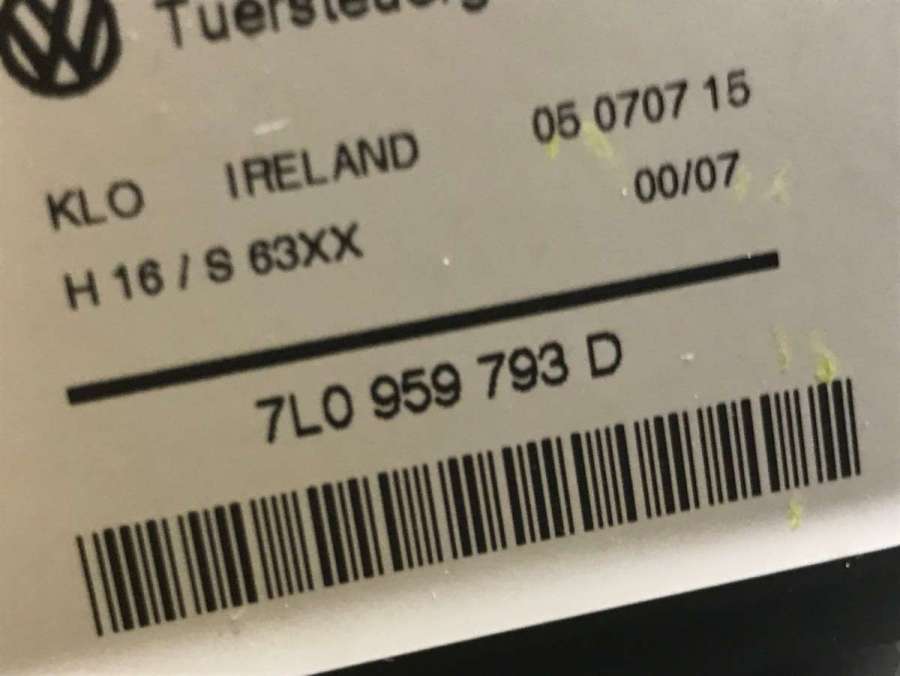 KLO IRELAND 05 0707 15
H 16 / S 63XX 00/07
7L0 959 793 D